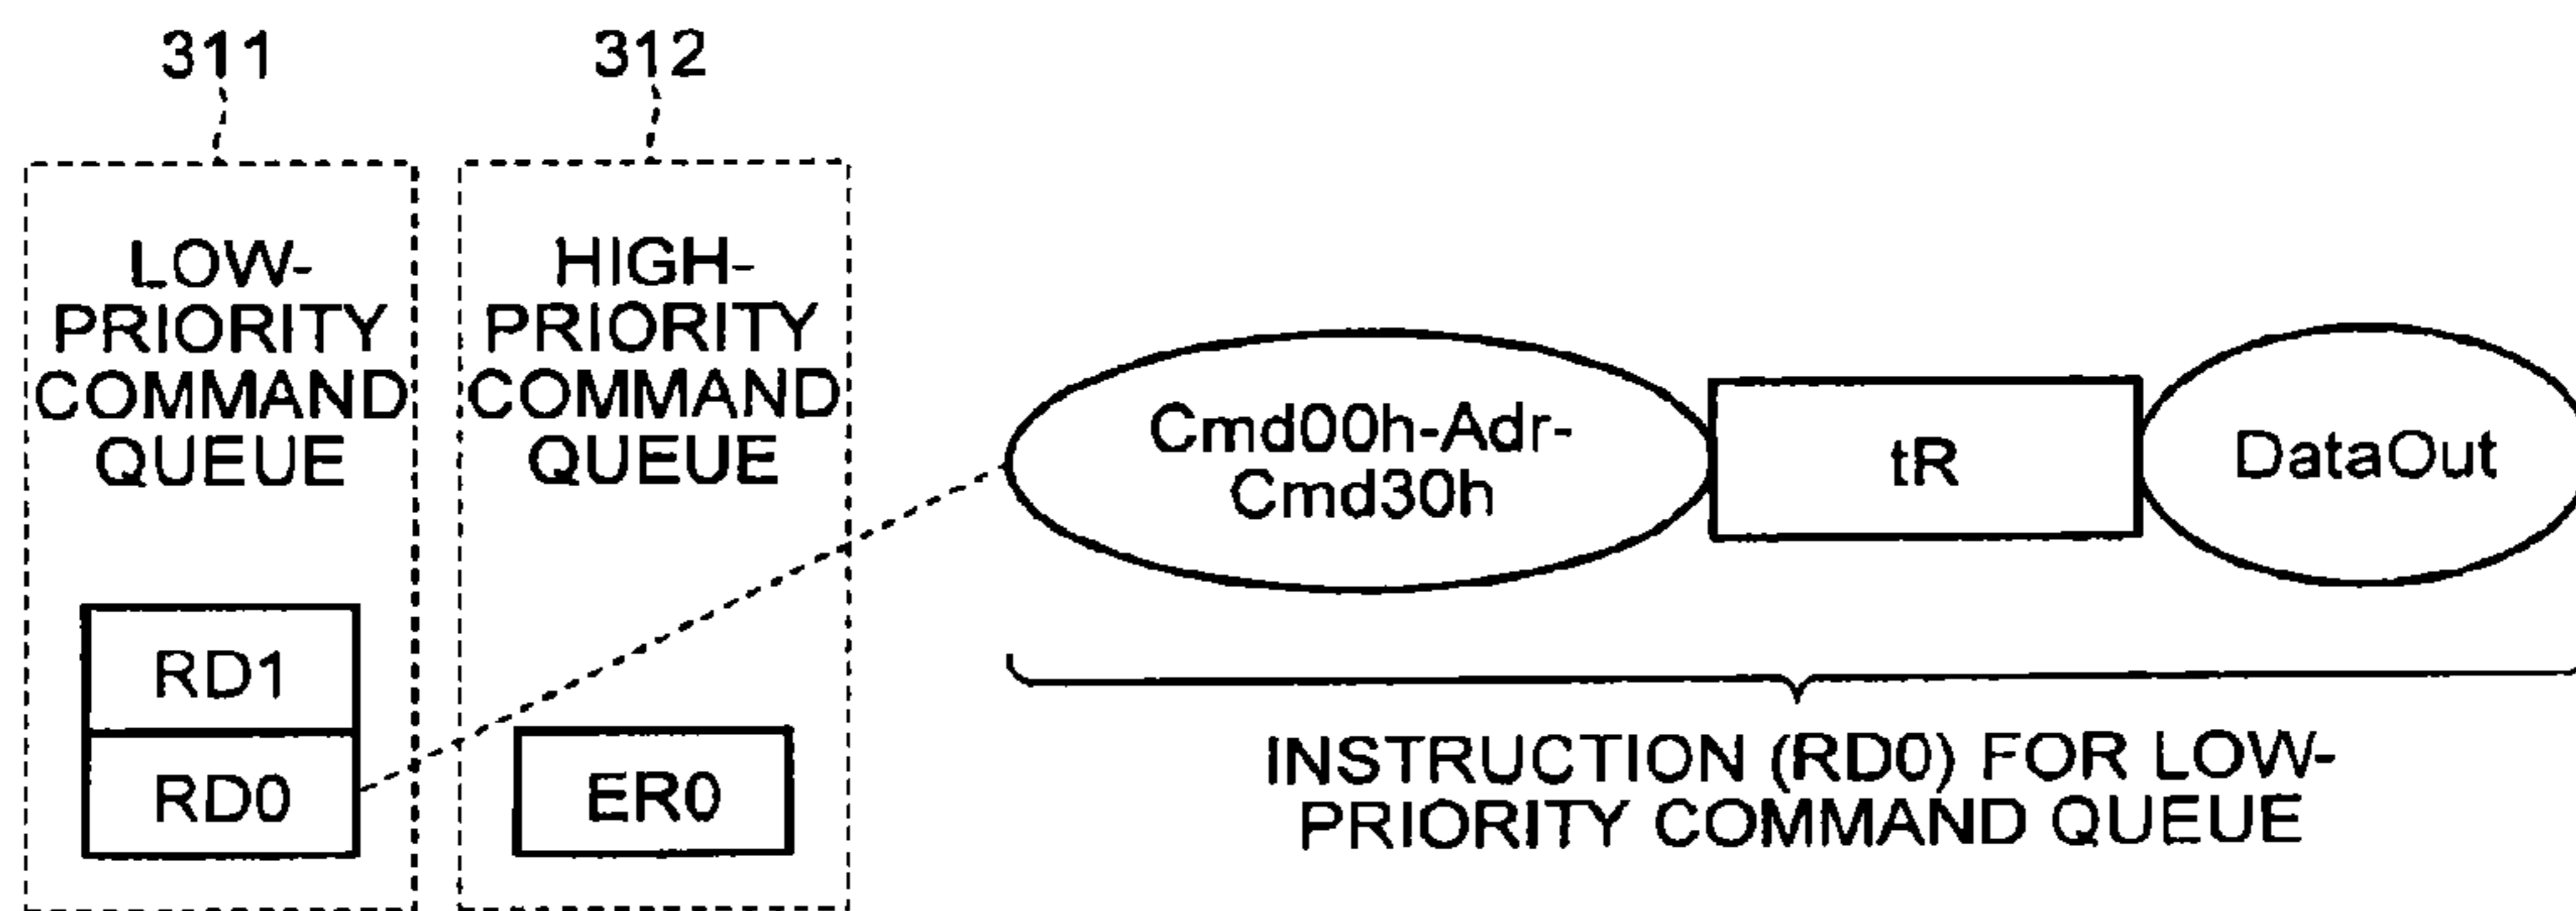 311
312
LOW-
PRIORITY
COMMAND
QUEUE
HIGH-
PRIORITY
COMMAND
QUEUE
RD1
RD0
ER0
Cmd00h-Adr-
Cmd30h
tR
DataOut
INSTRUCTION (RD0) FOR LOW-
PRIORITY COMMAND QUEUE